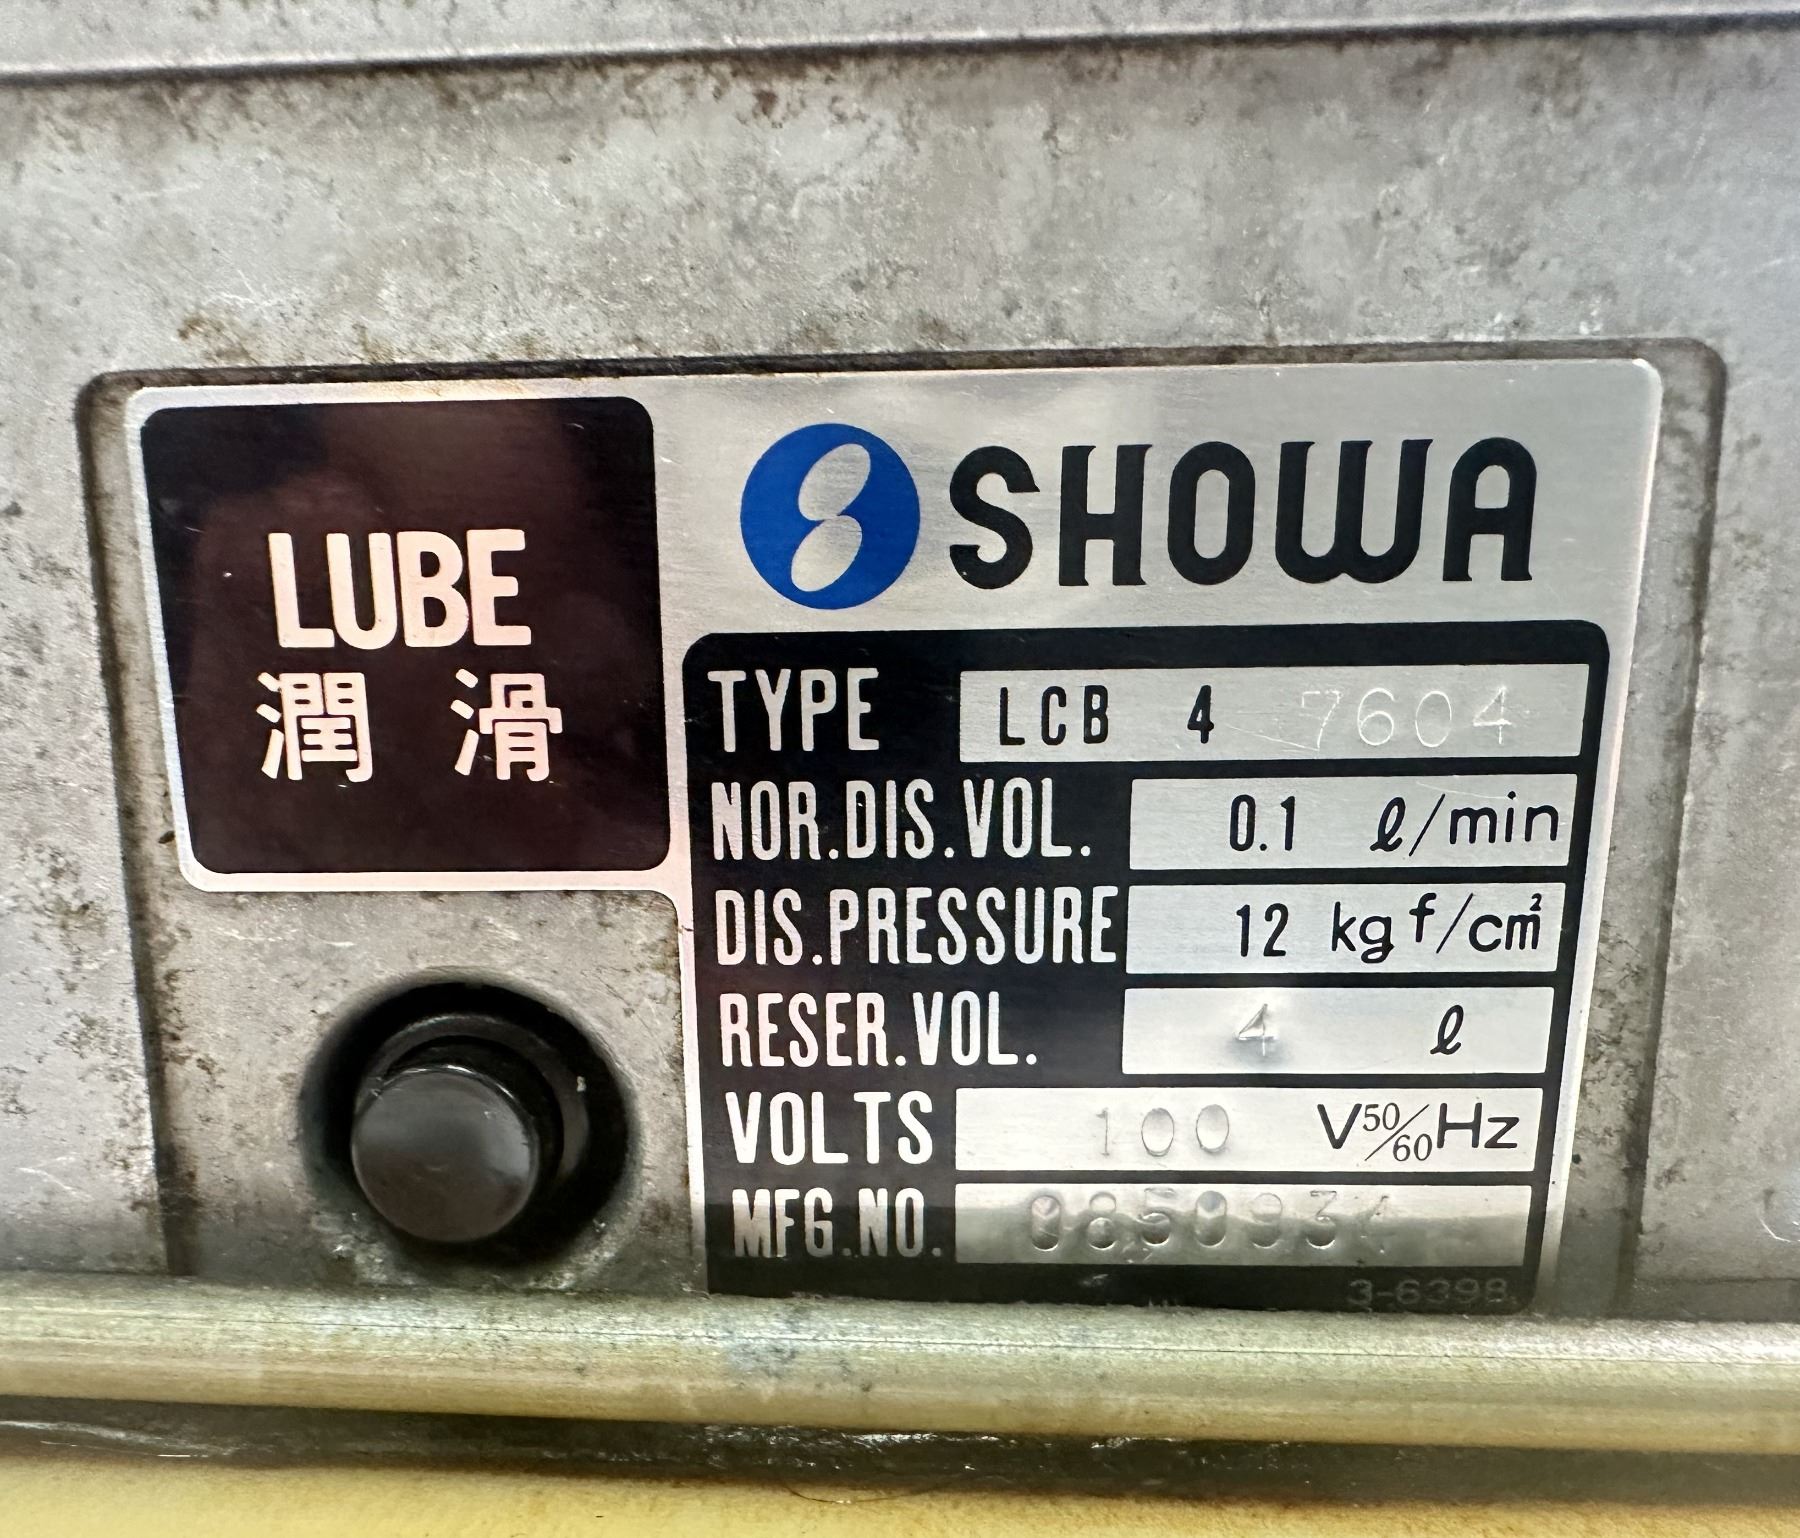 LUBE
潤 滑
SHOWA
TYPE LCB 4 7604
NOR.DIS.VOL. 0.1 ℓ/min
DIS.PRESSURE 12 kgf/cm²
RESER.VOL. 4 ℓ
VOLTS 100 V50/60Hz
MFG.NO. 0850934
3-6398